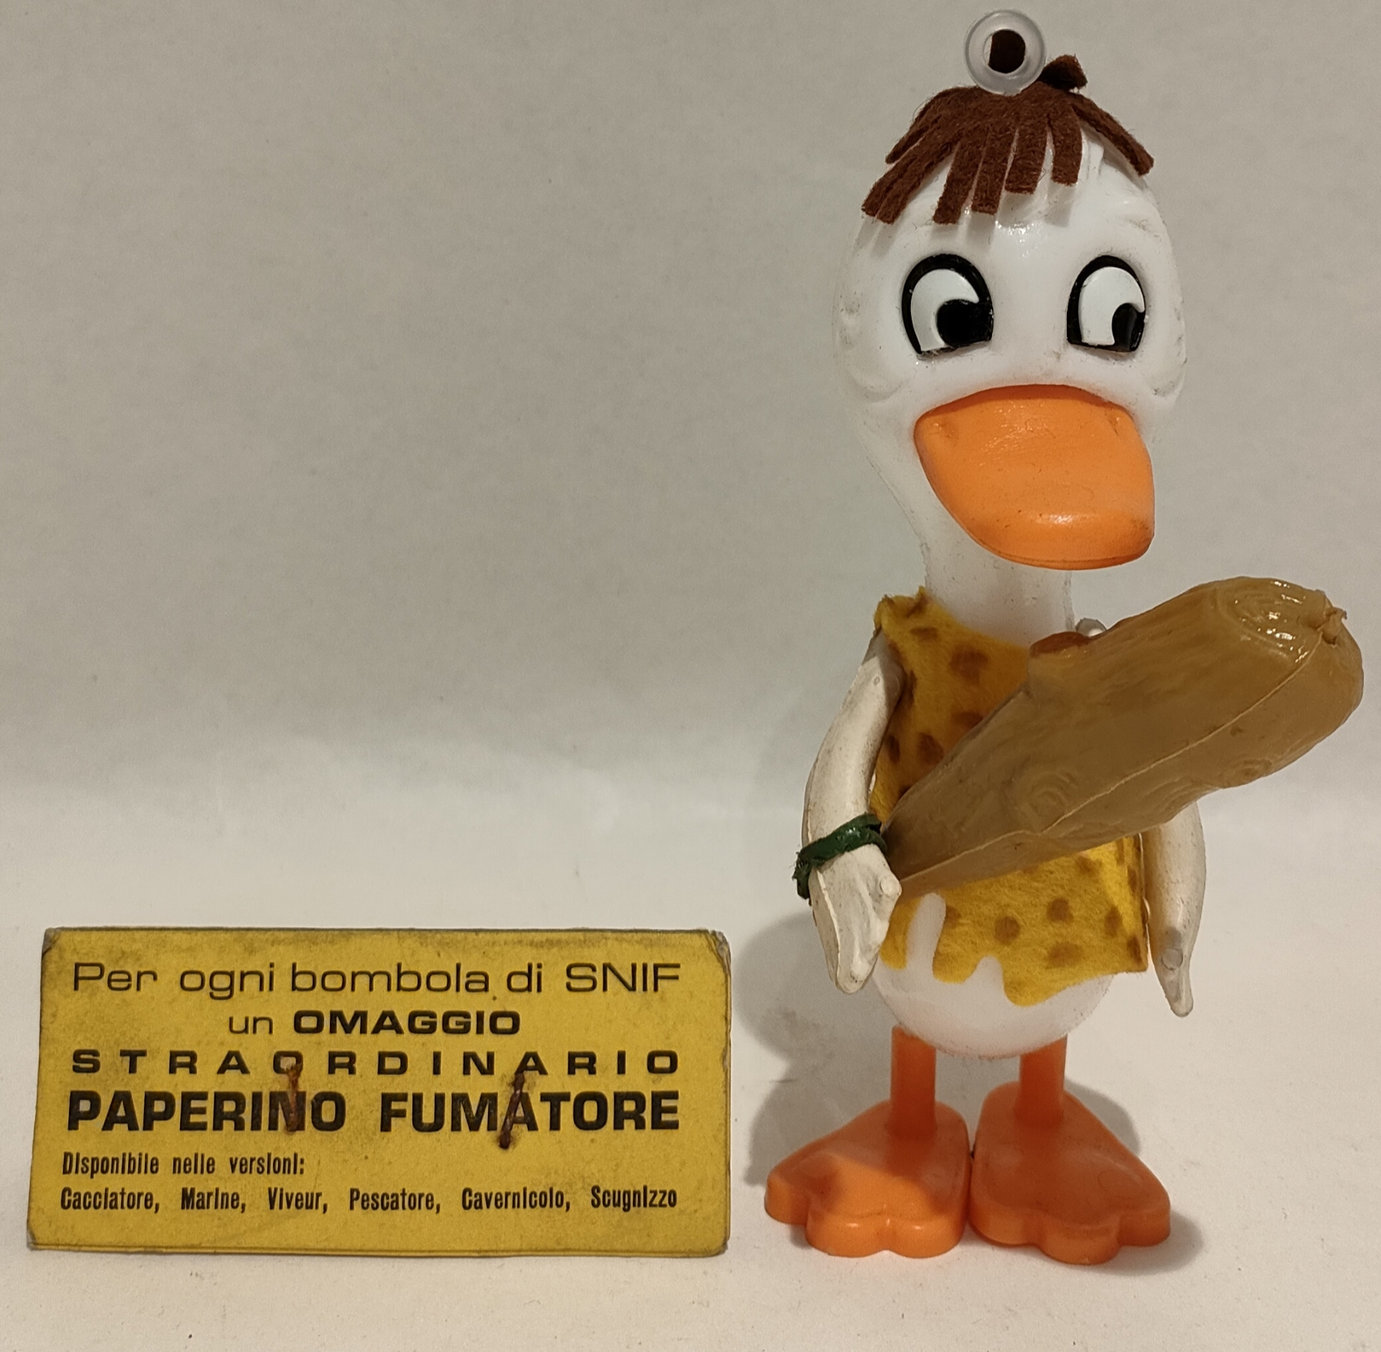 Per ogni bombola di SNIF
un OMAGGIO
STRAORDINARIO
PAPERINO FUMATORE
Disponibile nelle versioni:
Cacciatore, Marine, Viveur, Pescatore, Cavernicolo, Scugnizzo